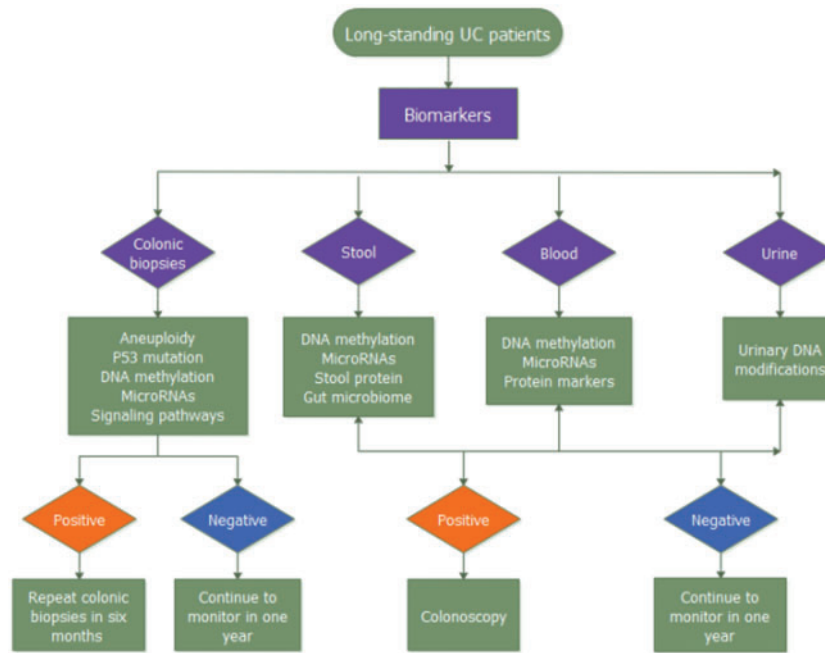 Long-standing UC patients
Biomarkers
Colonic
biopsies
Stool
Blood
Urine
Aneuploidy
P53 mutation
DNA methylation
MicroRNAs
Signaling pathways
DNA methylation
MicroRNAs
Stool protein
Gut microbiome
DNA methylation
MicroRNAs
Protein markers
Urinary DNA
modifications
Positive
Negative
Positive
Negative
Repeat colonic
biopsies in six
months
Continue to
monitor in one
year
Colonoscopy
Continue to
monitor in one
year